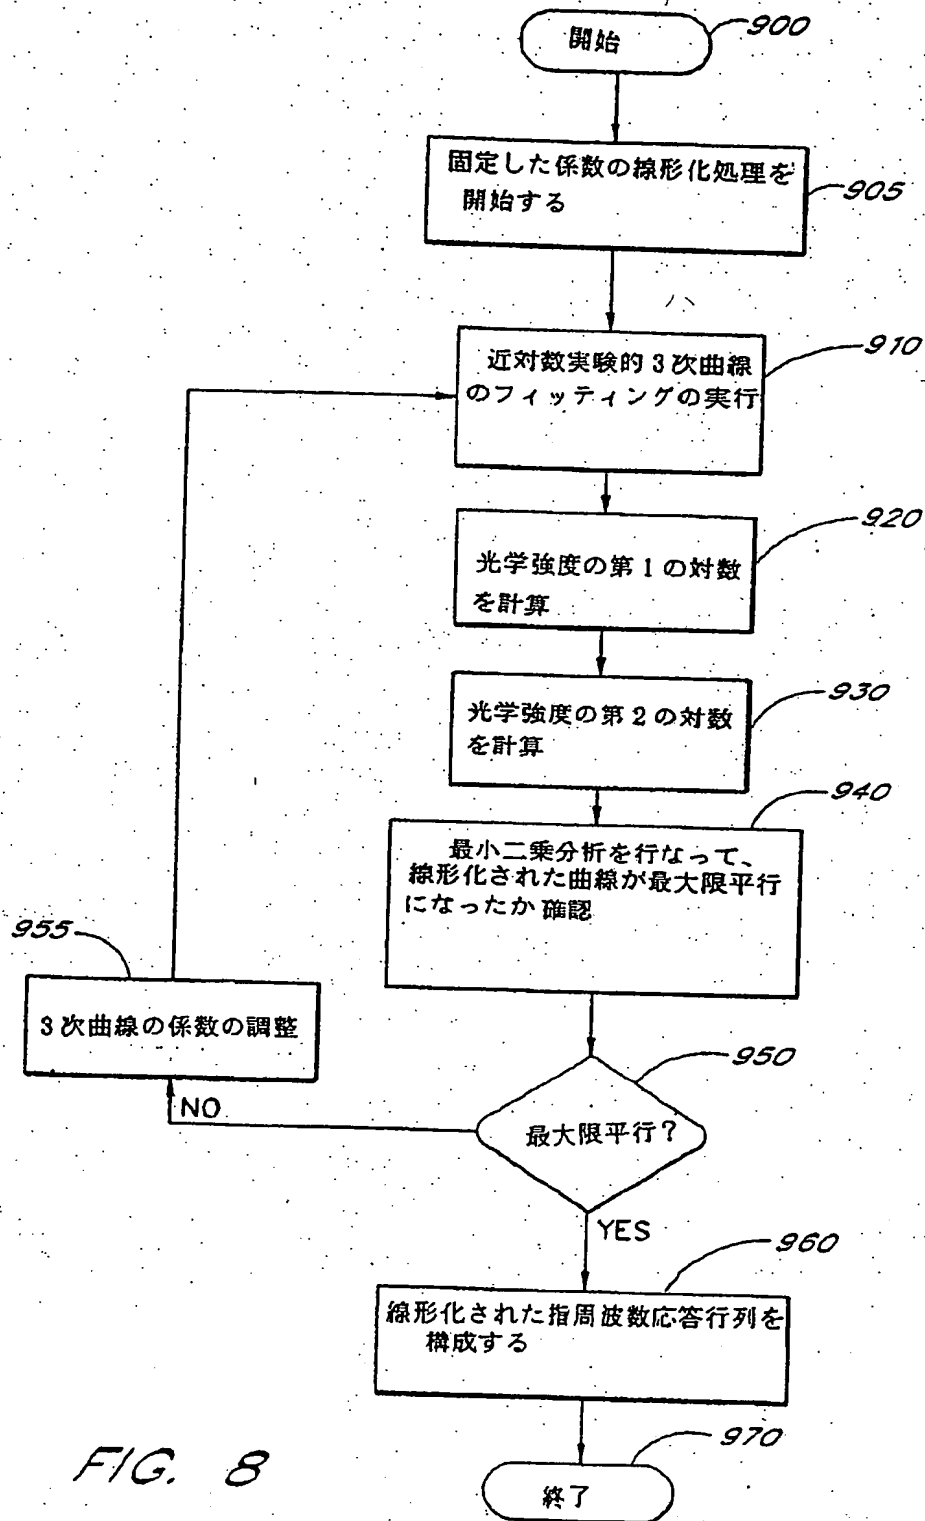 開始
900
固定した係数の線形化処理を
開始する
905
近対数実験的3次曲線
のフィッティングの実行
910
光学強度の第1の対数
を計算
920
光学強度の第2の対数
を計算
930
最小二乗分析を行なって、
線形化された曲線が最大限平行
になったか確認
940
955
3次曲線の係数の調整
NO
最大限平行?
950
YES
線形化された指周波数応答行列を
構成する
960
終了
970
FIG. 8